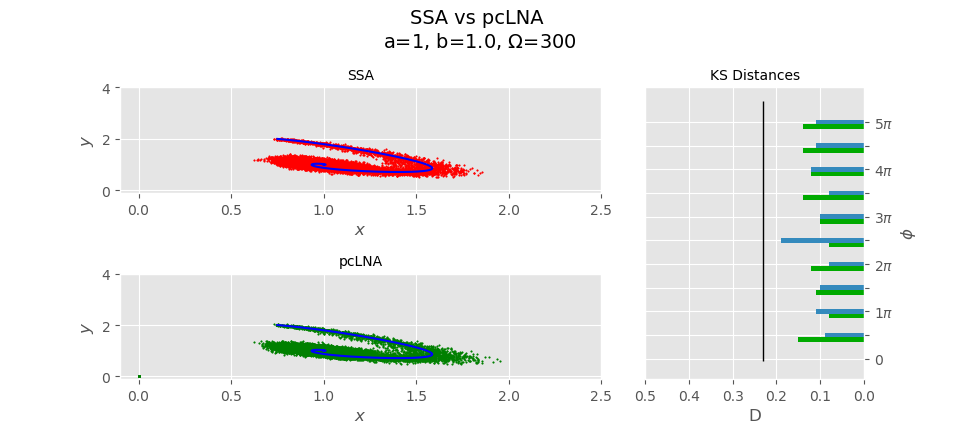 SSA vs pcLNA
a=1, b=1.0, Ω=300
SSA
4
2
0
y
0.0 0.5 1.0 1.5 2.0 2.5
x
pcLNA
4
2
0
y
0.0 0.5 1.0 1.5 2.0 2.5
x
KS Distances
5π
4π
3π
2π
1π
0
ϕ
0.5 0.4 0.3 0.2 0.1 0.0
D